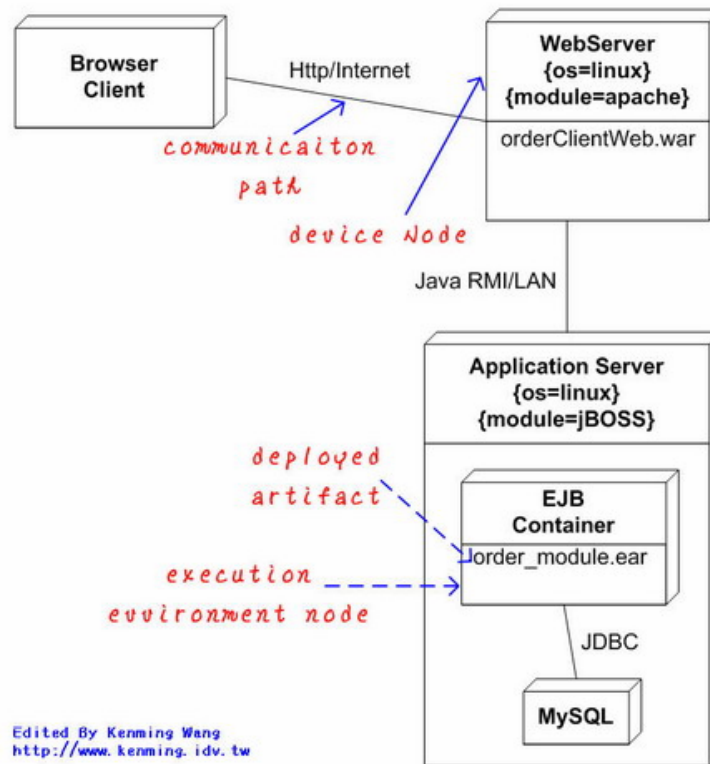 Browser
Client
Http/Internet
WebServer
{os=linux}
{module=apache}
orderClientWeb.war
communicaiton
path
device Node
Java RMI/LAN
Application Server
{os=linux}
{module=jBOSS}
deployed
artifact
EJB
Container
order_module.ear
execution
evvironment node
JDBC
MySQL
Edited By Kenming Wang
http://www.kenming.idv.tw